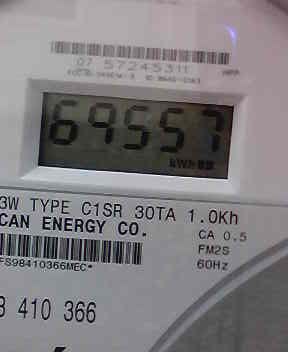 07 57245311
69557
kWh
3W TYPE C1SR 30TA 1.0Kh
CAN ENERGY CO.
CA 0.5
FM2S
60Hz
FS98410366MEC*
8 410 366